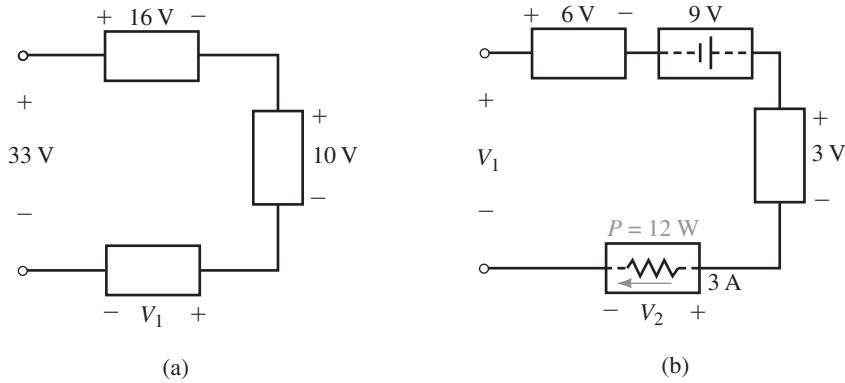 + 16 V −
+
33 V
−
+
10 V
−
− V₁ +
(a)
+ 6 V −
9 V
+
V₁
−
+
3 V
−
P = 12 W
3 A
− V₂ +
(b)